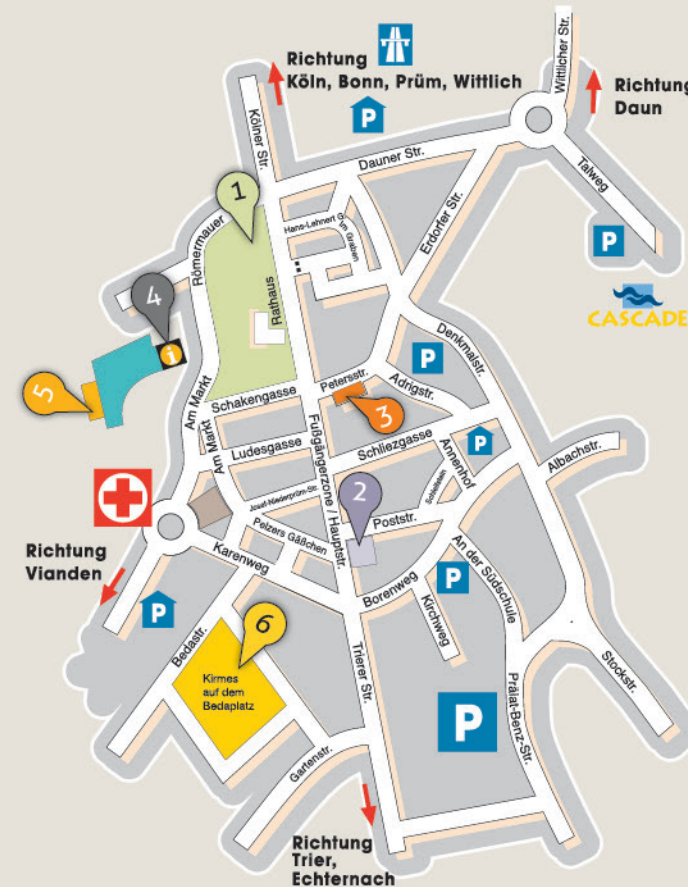 Richtung
Köln, Bonn, Prüm, Wittlich
P
Wittlicher Str.
Richtung
Daun
Kölner Str.
Dauner Str.
Talweg
1
Hans-Lehnert G
Im Graben
Erdorfer Str.
P
Römermauer
CASCADE
4
i
Rathaus
5
Denkmalstr.
P
Petersstr.
Adrigstr.
Am Markt
Schakengasse
3
Fußgängerzone / Hauptstr.
Schliezgasse
P
Am Markt
Ludesgasse
Annenhof
Albachstr.
Schleifstein
Josef-Niederprüm-Str.
2
Poststr.
Pelzers Gäßchen
Richtung
Vianden
Karenweg
An der Südschule
P
Borenweg
Kirchweg
P
Bedastr.
6
Trierer Str.
Stockstr.
Kirmes
auf dem
Bedaplatz
Prälat-Benz-Str.
P
Gartenstr.
Richtung
Trier,
Echternach